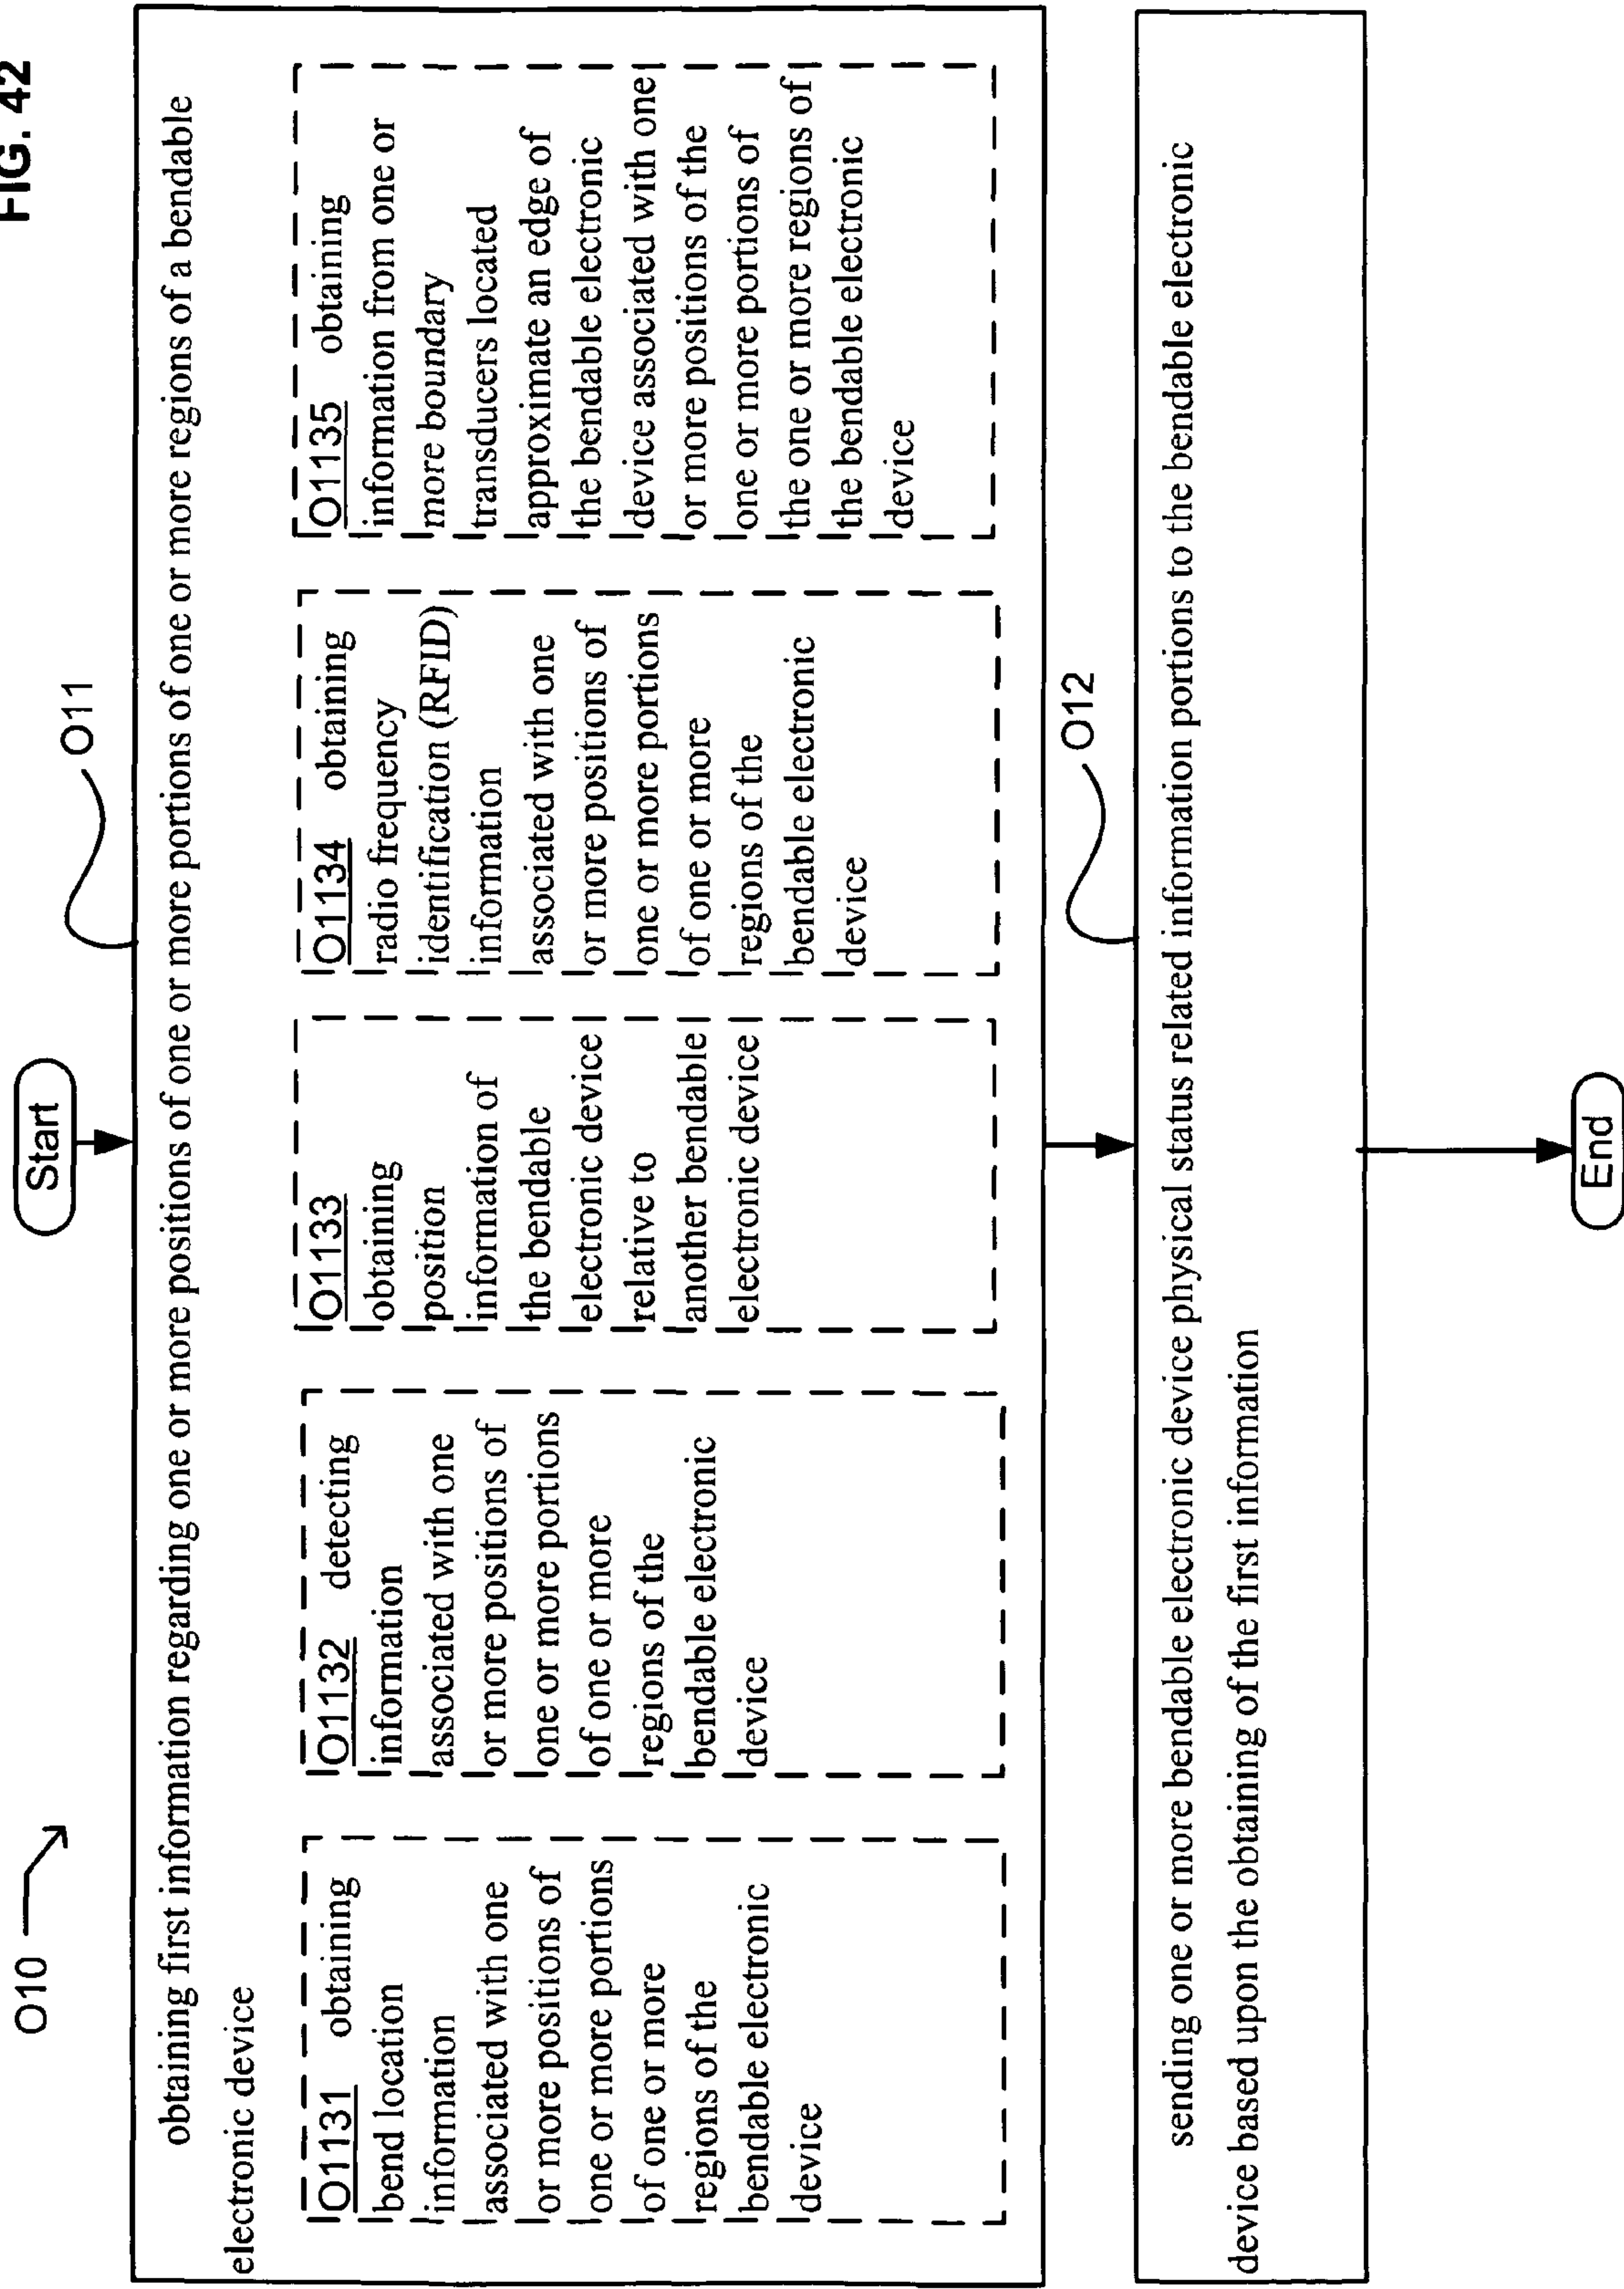 FIG. 42
O10
Start
O11
obtaining first information regarding one or more positions of one or more portions of one or more regions of a bendable
electronic device
O1131 obtaining
bend location
information
associated with one
or more positions of
one or more portions
of one or more
regions of the
bendable electronic
device
O1132 detecting
information
associated with one
or more positions of
one or more portions
of one or more
regions of the
bendable electronic
device
O1133
obtaining
position
information of
the bendable
electronic device
relative to
another bendable
electronic device
O1134 obtaining
radio frequency
identification (RFID)
information
associated with one
or more positions of
one or more portions
of one or more
regions of the
bendable electronic
device
O1135 obtaining
information from one or
more boundary
transducers located
approximate an edge of
the bendable electronic
device associated with one
or more positions of the
one or more portions of
the one or more regions of
the bendable electronic
device
O12
sending one or more bendable electronic device physical status related information portions to the bendable electronic
device based upon the obtaining of the first information
End